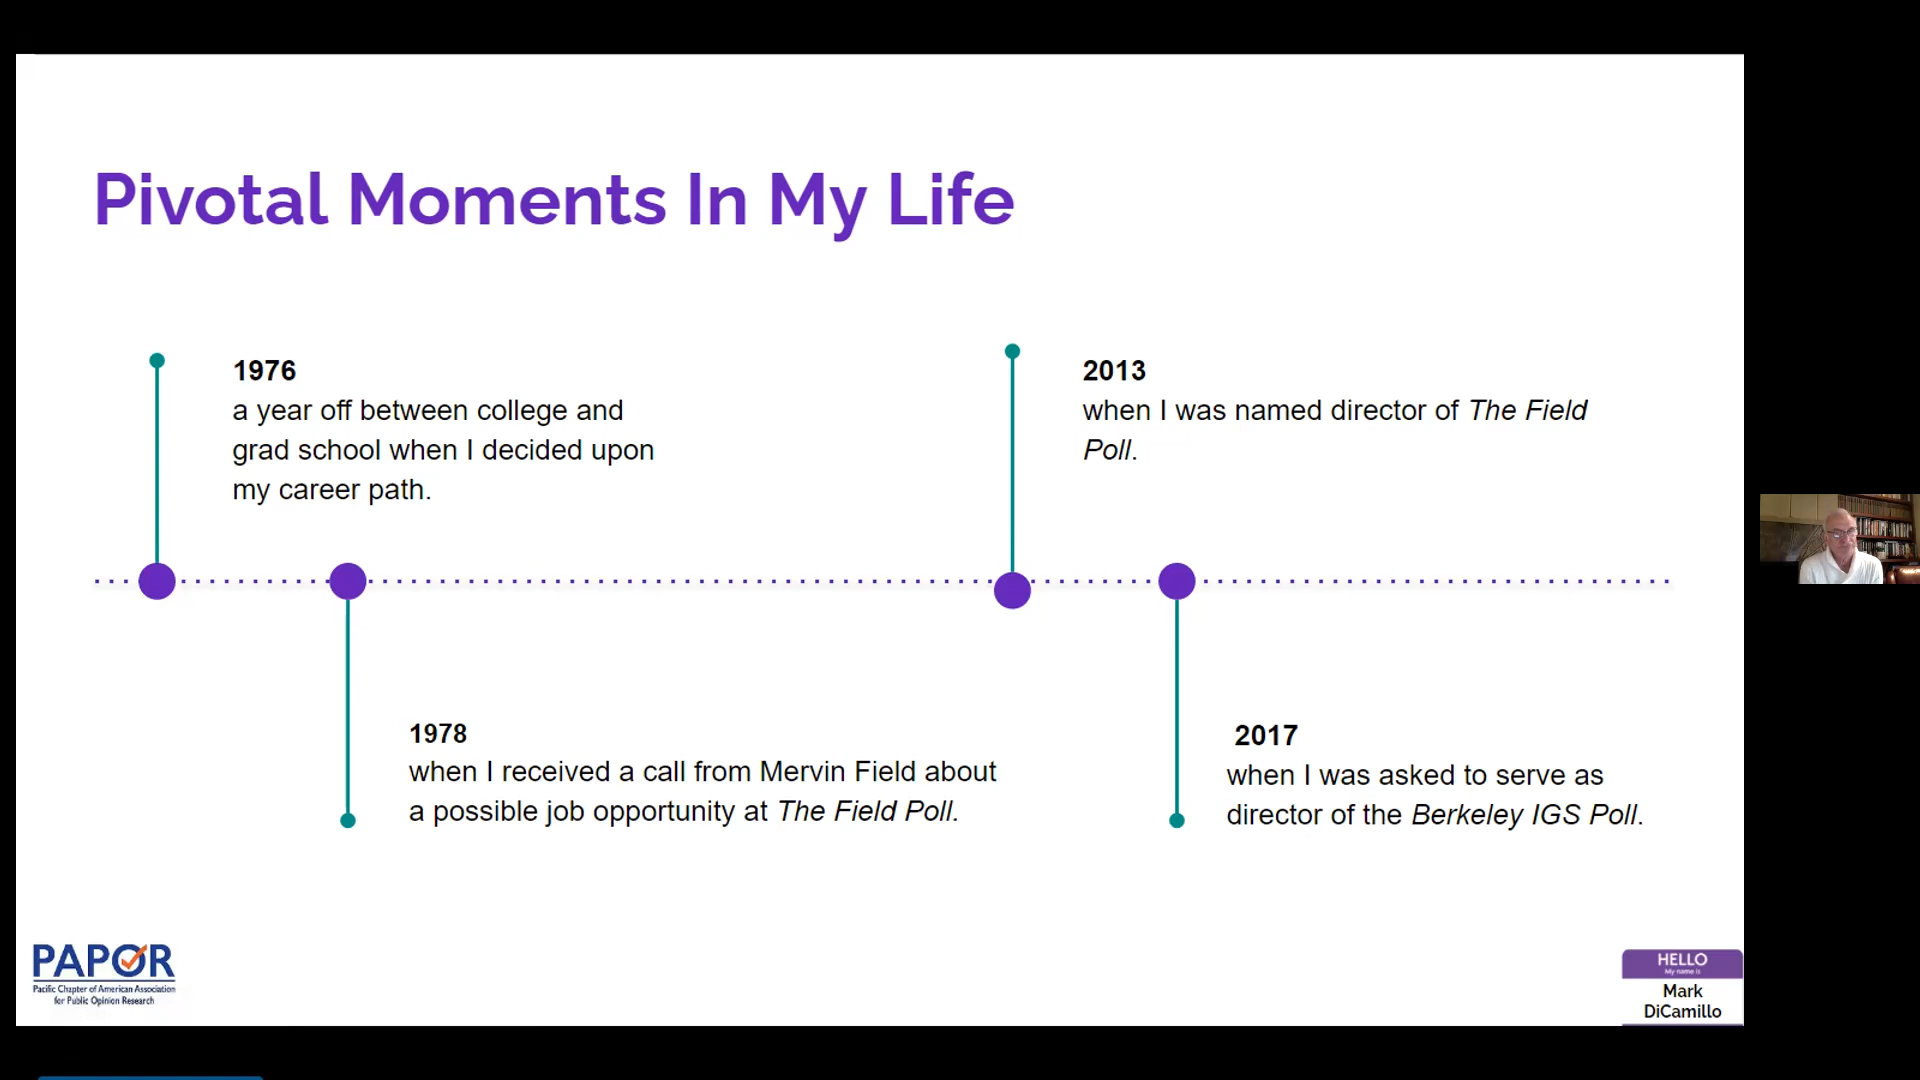 Pivotal Moments In My Life
1976
a year off between college and
grad school when I decided upon
my career path.
2013
when I was named director of The Field
Poll.
1978
when I received a call from Mervin Field about
a possible job opportunity at The Field Poll.
2017
when I was asked to serve as
director of the Berkeley IGS Poll.
PAPOR
Pacific Chapter of American Association
for Public Opinion Research
HELLO
My name is
Mark
DiCamillo